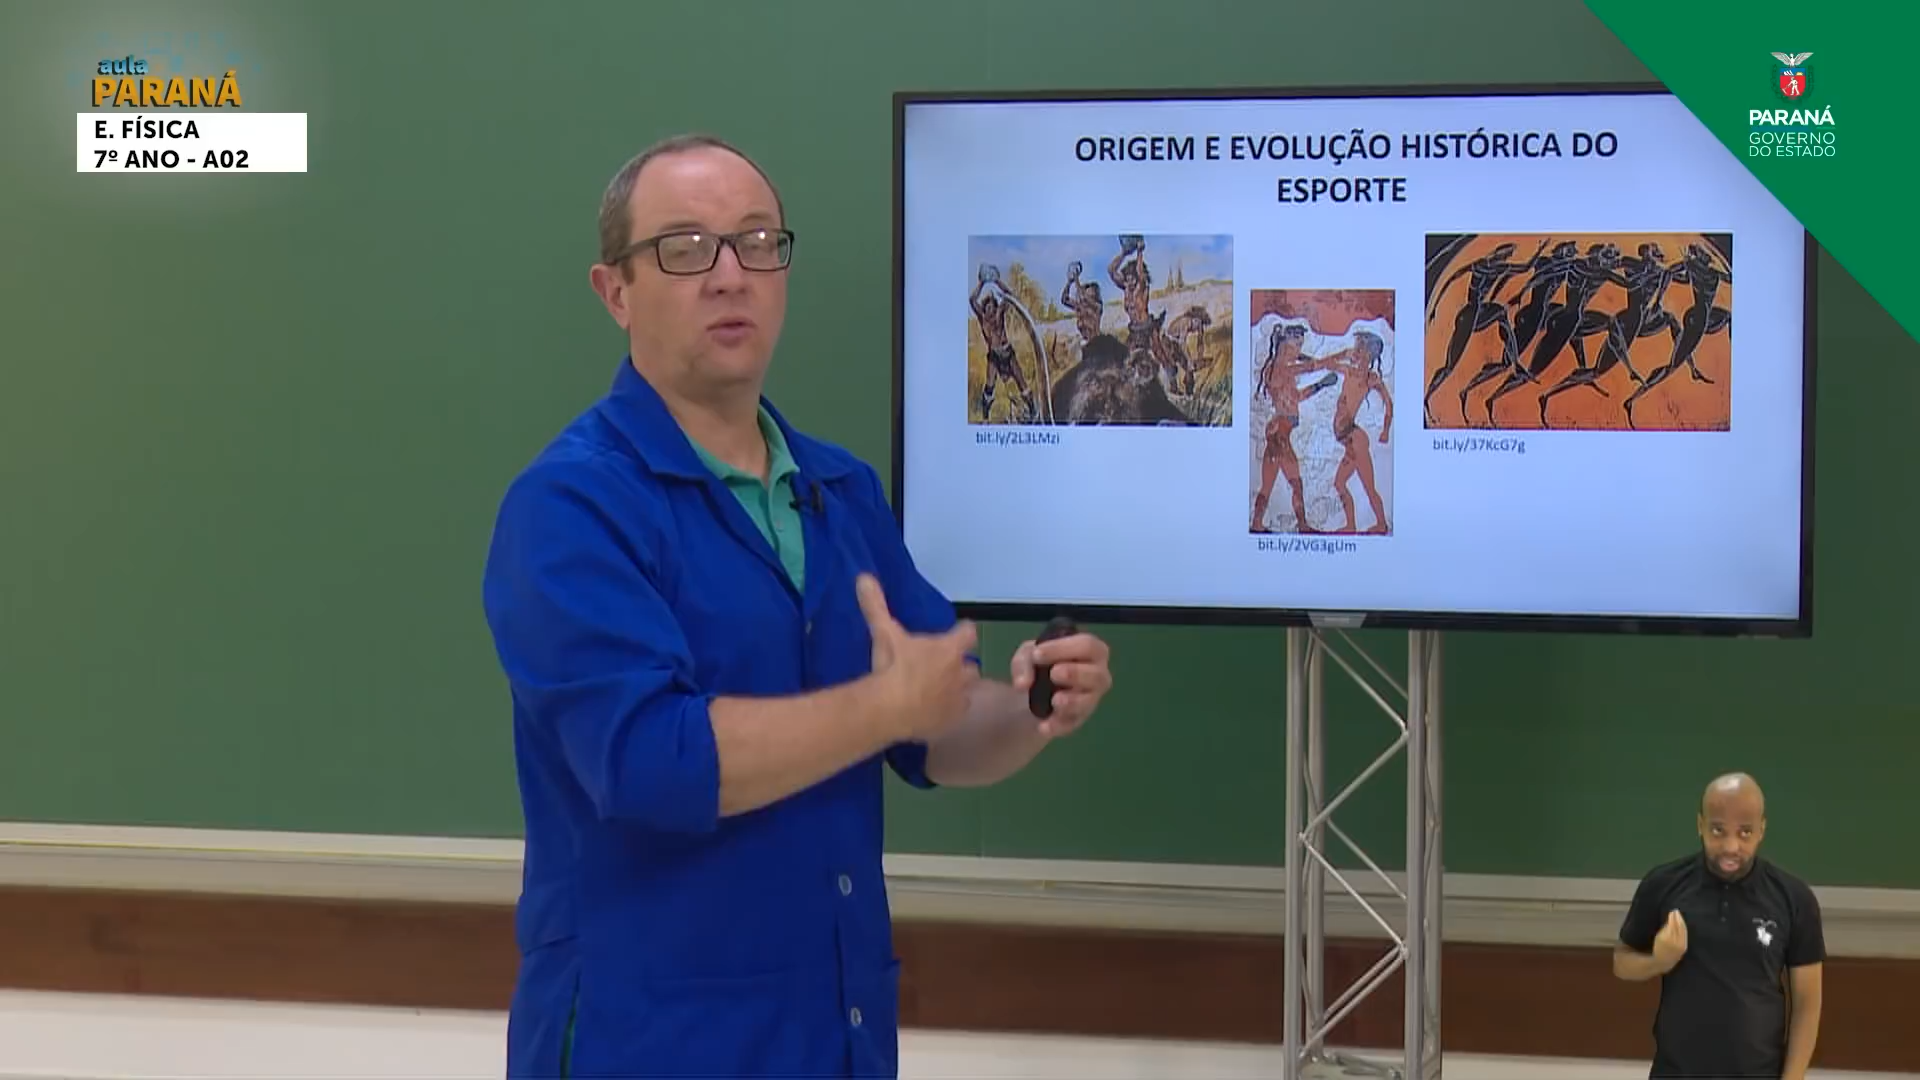 aula
PARANÁ
E. FÍSICA
7º ANO - A02
ORIGEM E EVOLUÇÃO HISTÓRICA DO
ESPORTE
bit.ly/2L3LMzi
bit.ly/2VG3gUm
bit.ly/37KcG7g
PARANÁ
GOVERNO
DO ESTADO